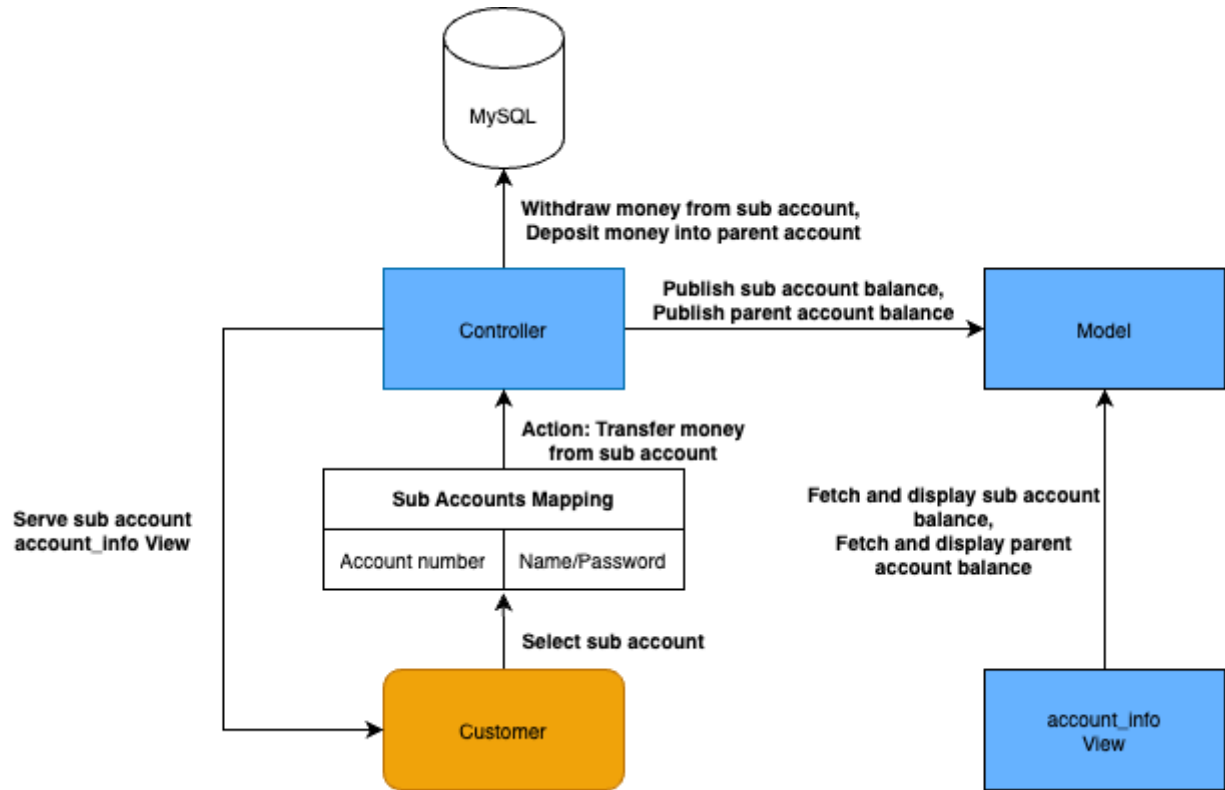 MySQL
Withdraw money from sub account,
Deposit money into parent account
Controller
Publish sub account balance,
Publish parent account balance
Model
Action: Transfer money
from sub account
Sub Accounts Mapping
Account number
Name/Password
Serve sub account
account_info View
Fetch and display sub account
balance,
Fetch and display parent
account balance
Select sub account
Customer
account_info
View